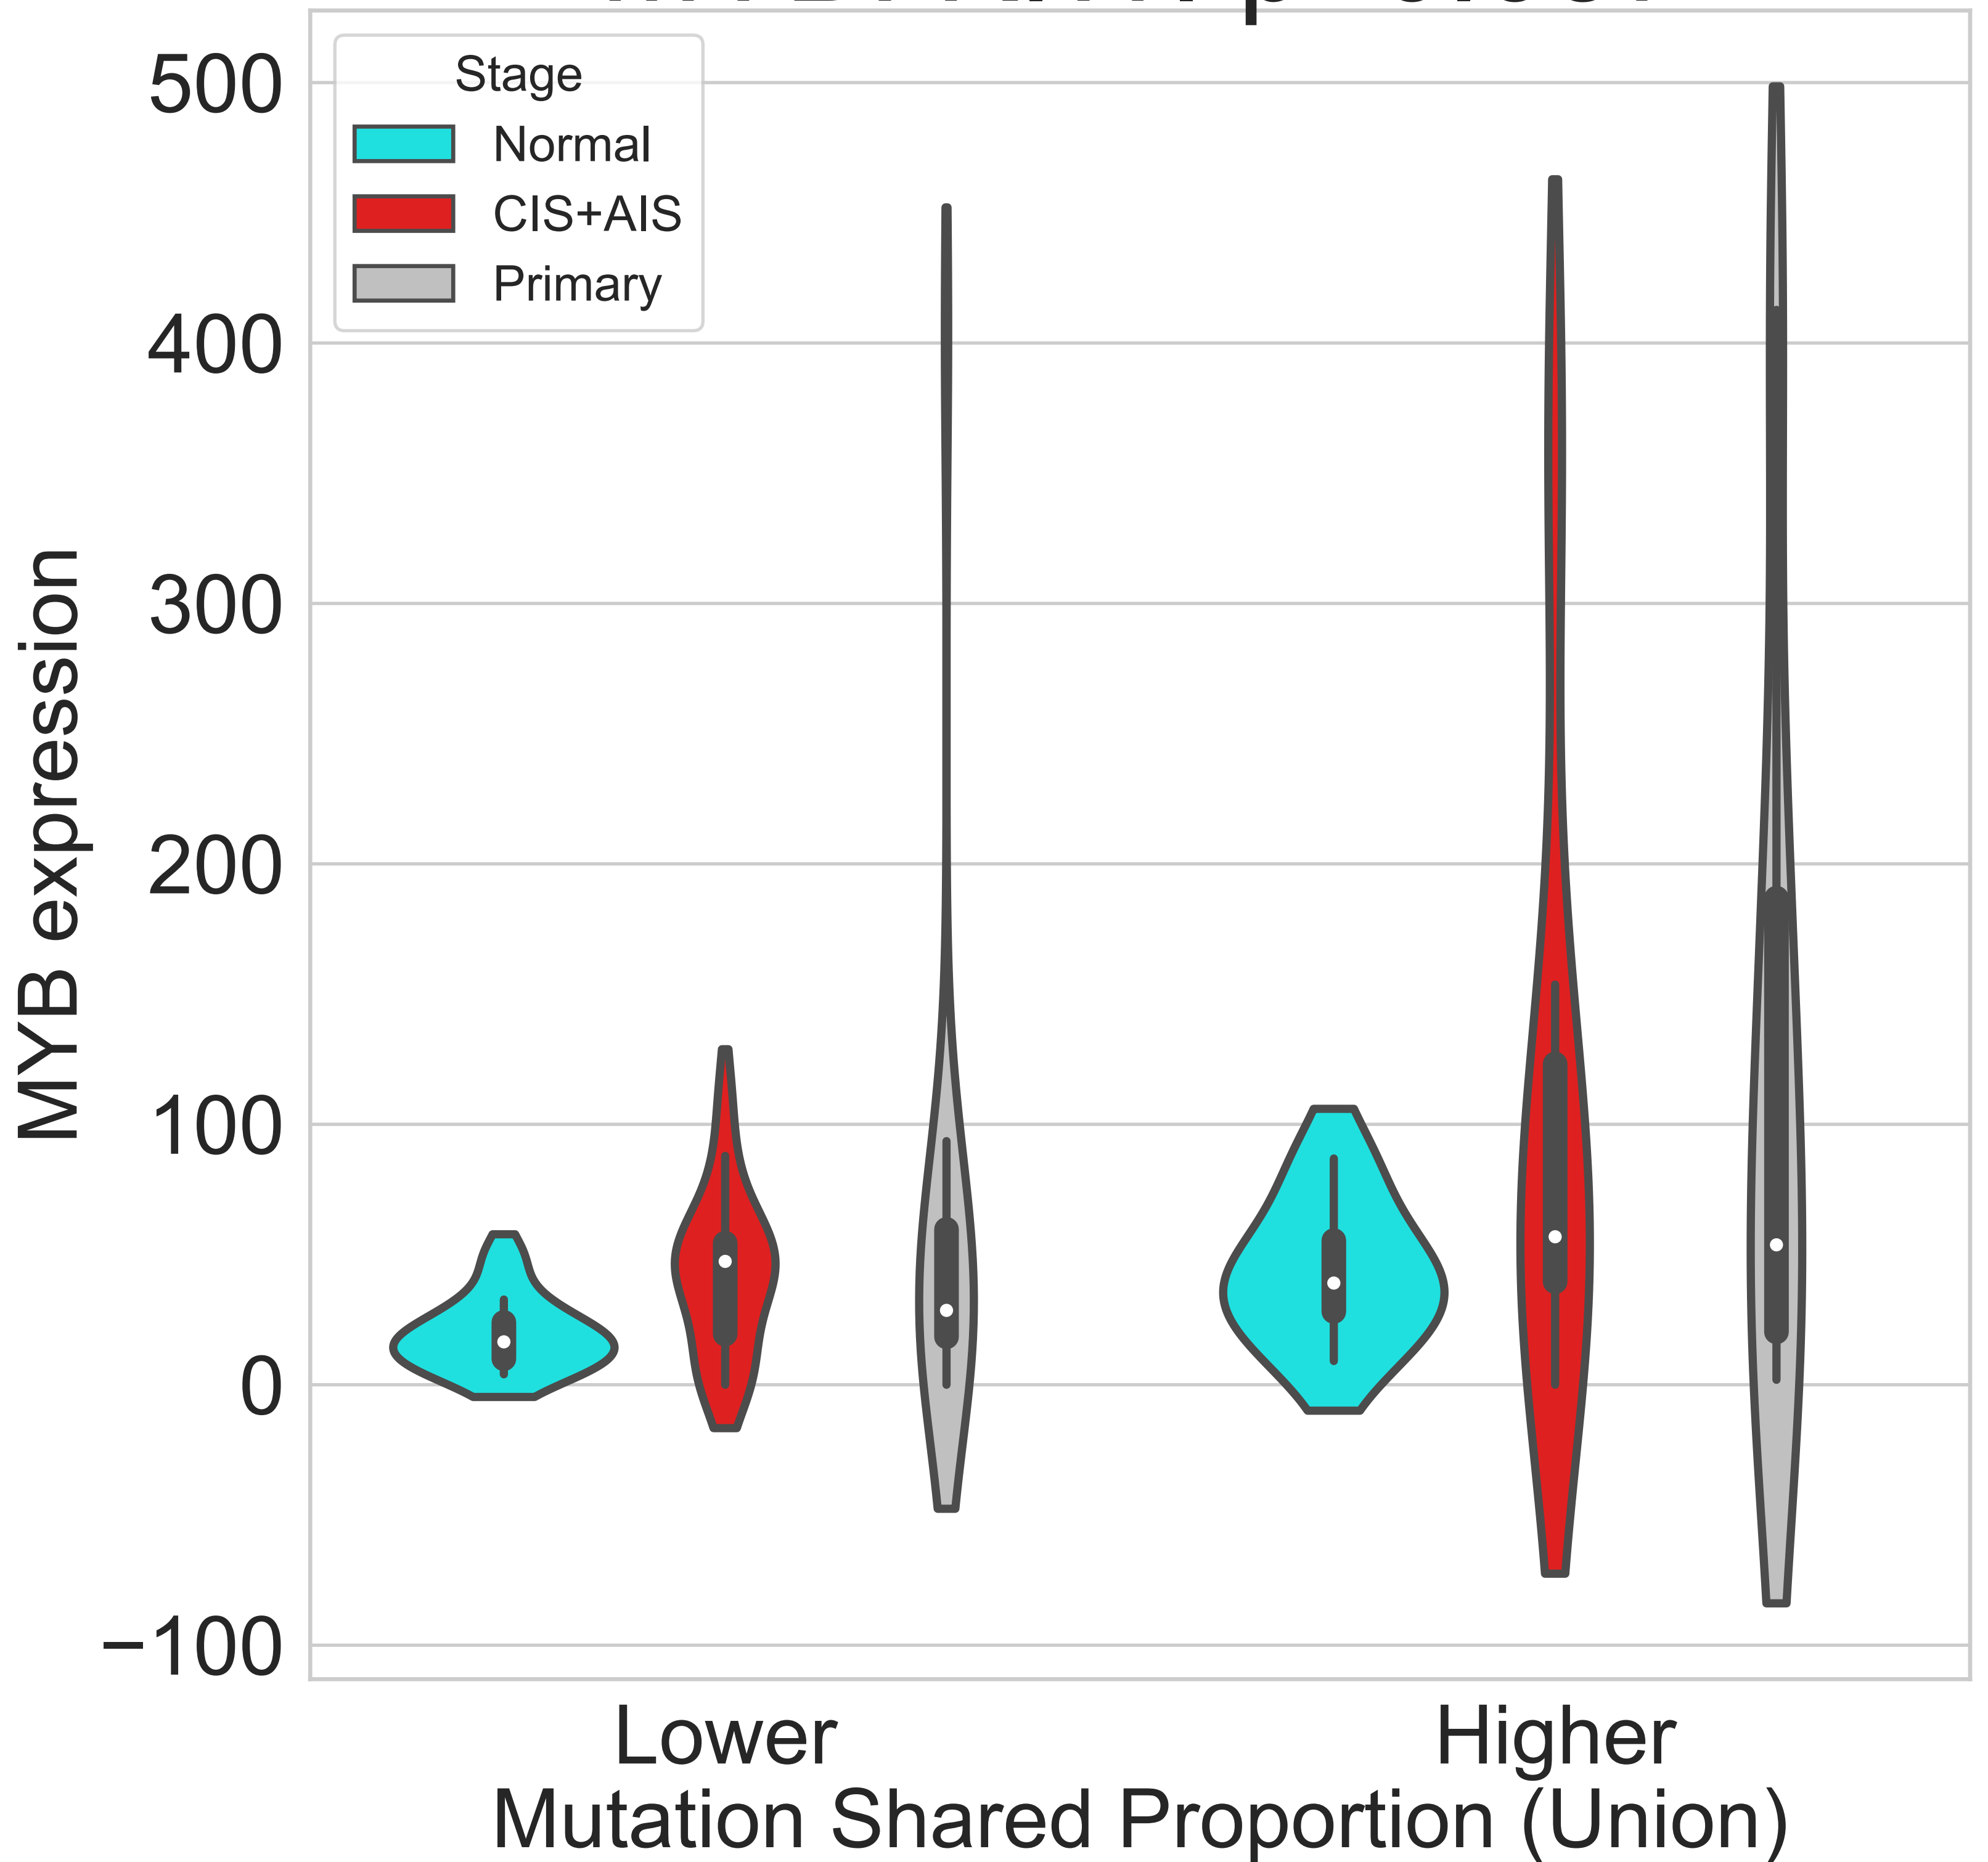 500
400
300
200
100
0
−100
MYB expression
Stage
Normal
CIS+AIS
Primary
Lower
Higher
Mutation Shared Proportion (Union)